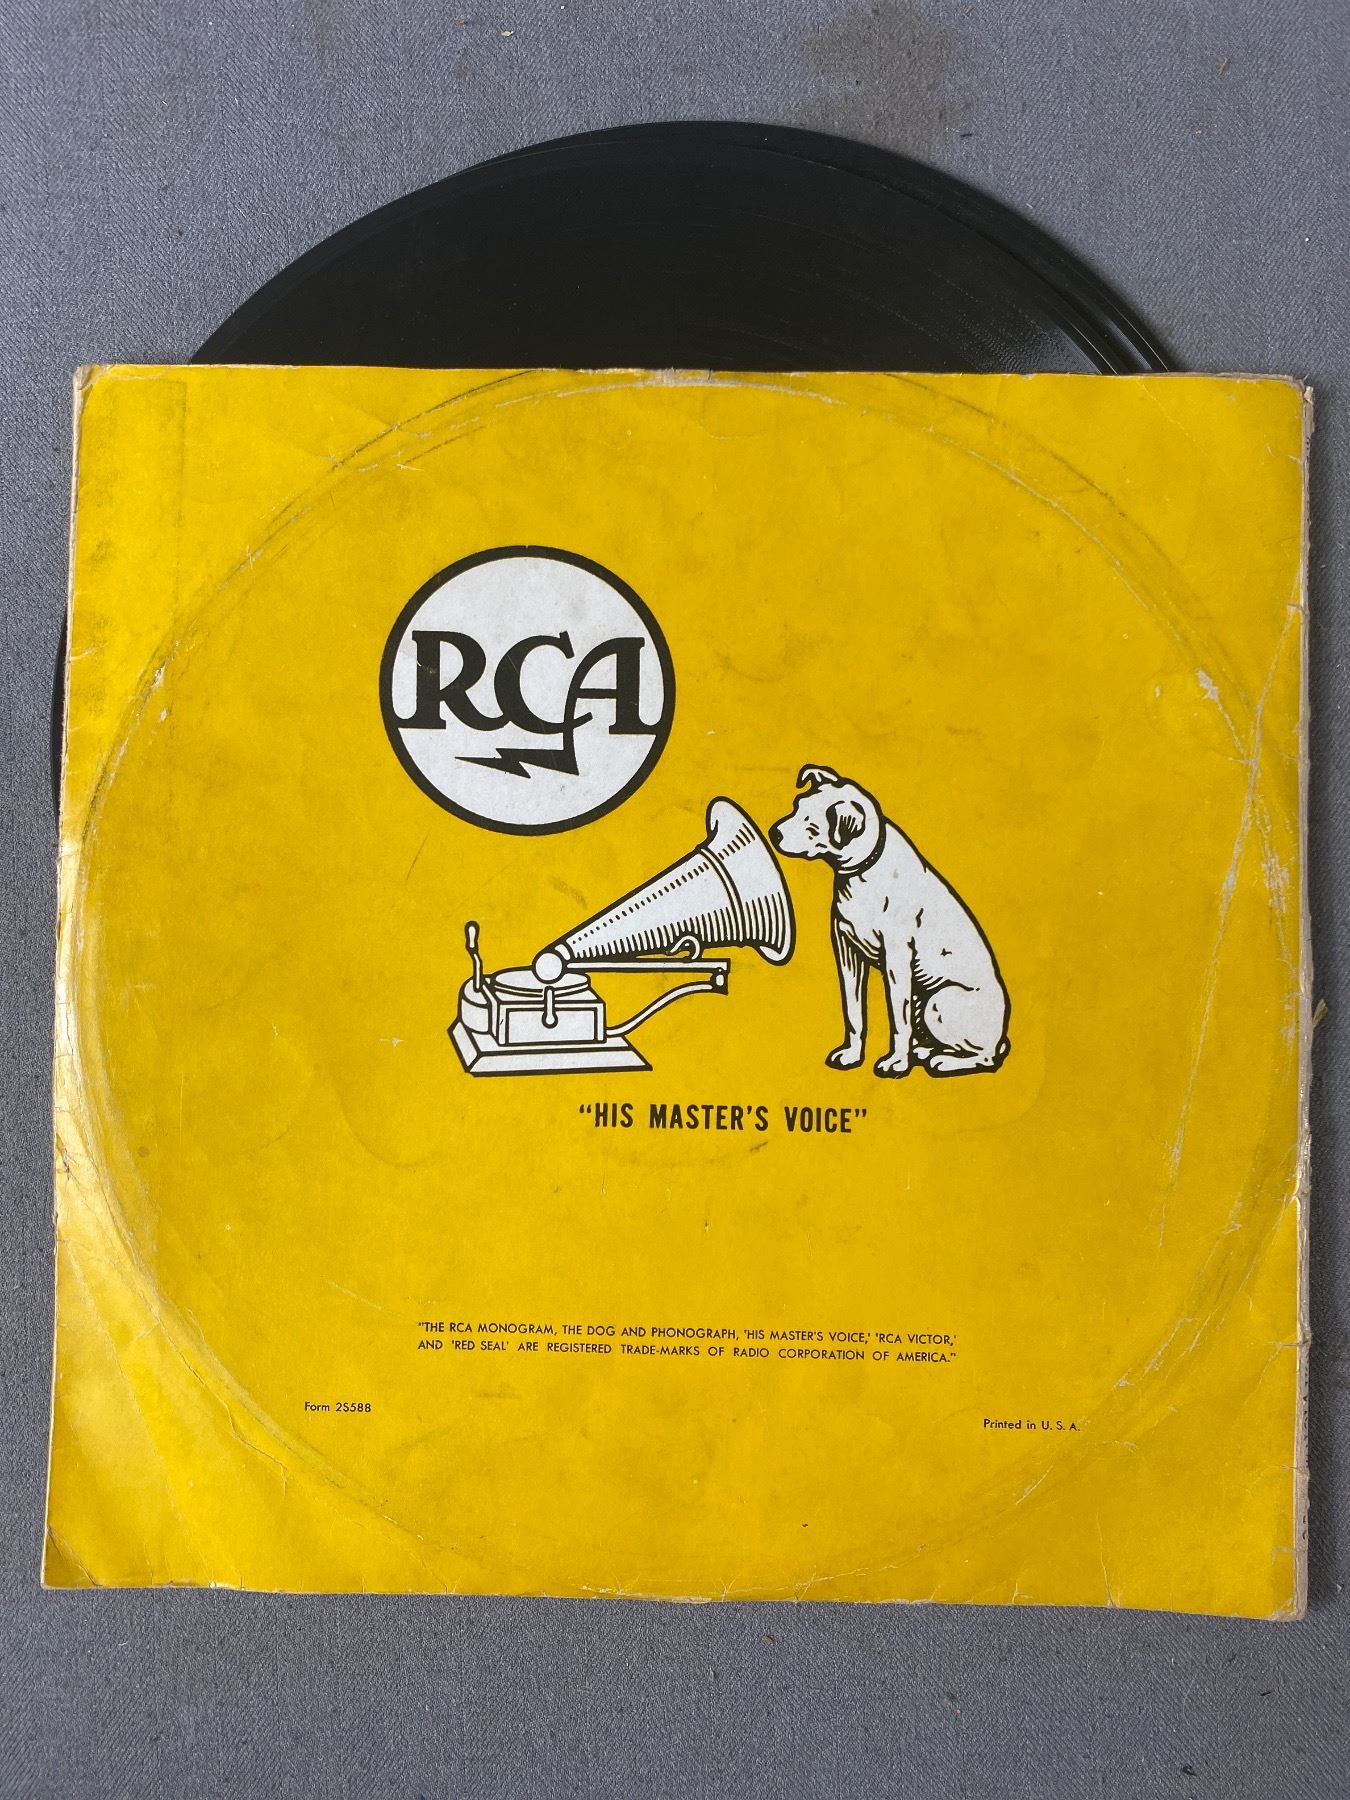 RCA
"HIS MASTER'S VOICE"
"THE RCA MONOGRAM, THE DOG AND PHONOGRAPH, 'HIS MASTER'S VOICE,' 'RCA VICTOR,'
AND 'RED SEAL' ARE REGISTERED TRADE-MARKS OF RADIO CORPORATION OF AMERICA."
Form 2S588
Printed in U. S. A.